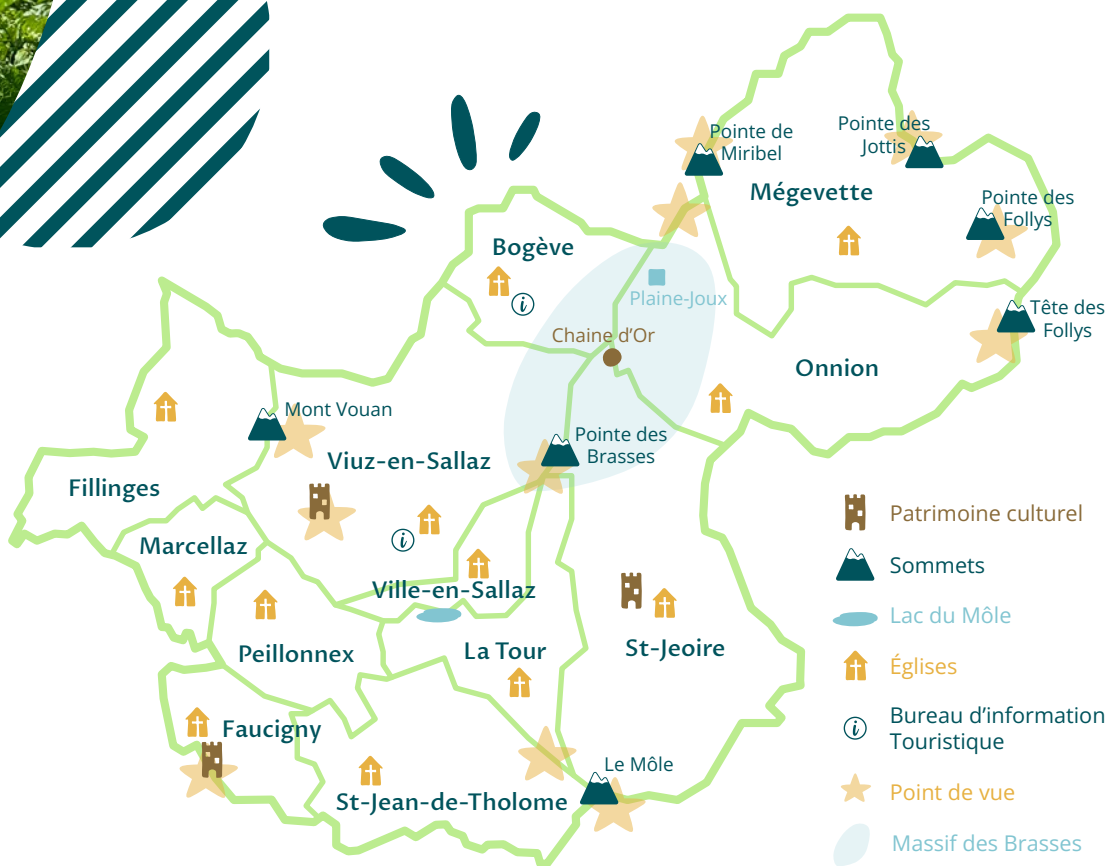 Pointe de
Miribel
Pointe des
Jottis
Mégevette
Pointe des
Follys
Bogève
i
Plaine-Joux
Tête des
Follys
Chaine d’Or
Onnion
Mont Vouan
Pointe des
Brasses
Viuz-en-Sallaz
Fillinges
i
Marcellaz
Ville-en-Sallaz
Peillonnex
La Tour
St-Jeoire
Faucigny
Le Môle
St-Jean-de-Tholome
Patrimoine culturel
Sommets
Lac du Môle
Églises
i
Bureau d’information
Touristique
Point de vue
Massif des Brasses